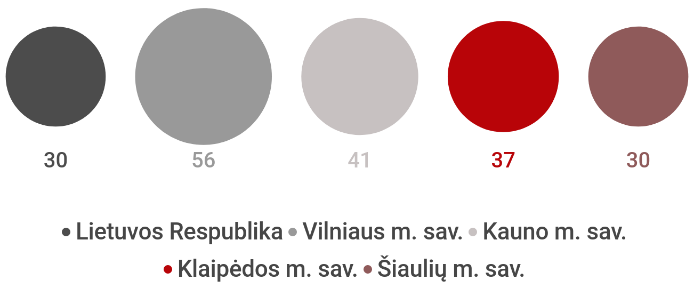 30 56 41 37 30
Lietuvos Respublika Vilniaus m. sav. Kauno m. sav.
Klaipėdos m. sav. Šiaulių m. sav.